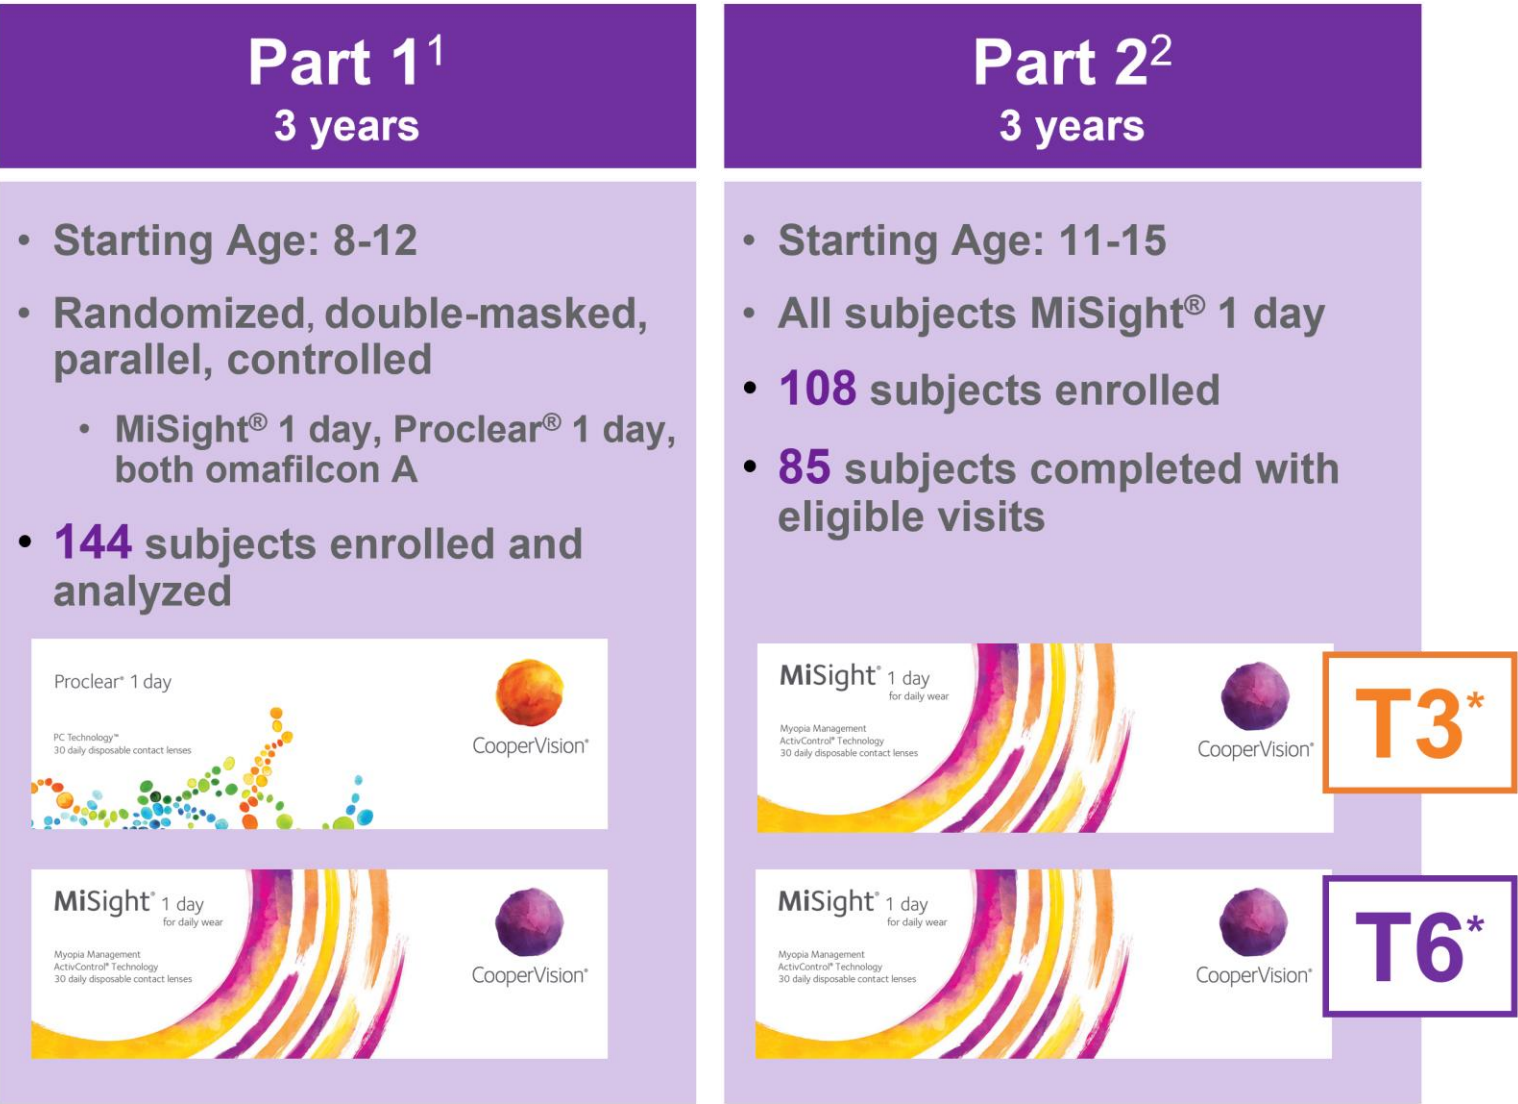 Part 1¹
3 years
• Starting Age: 8-12
• Randomized, double-masked,
parallel, controlled
• MiSight® 1 day, Proclear® 1 day,
both omafilcon A
• 144 subjects enrolled and
analyzed
Proclear® 1 day
PC Technology™
30 daily disposable contact lenses
CooperVision®
MiSight® 1 day
for daily wear
Myopia Management
ActivControl® Technology
30 daily disposable contact lenses
CooperVision®
Part 2²
3 years
• Starting Age: 11-15
• All subjects MiSight® 1 day
• 108 subjects enrolled
• 85 subjects completed with
eligible visits
MiSight® 1 day
for daily wear
Myopia Management
ActivControl® Technology
30 daily disposable contact lenses
CooperVision®
T3*
MiSight® 1 day
for daily wear
Myopia Management
ActivControl® Technology
30 daily disposable contact lenses
CooperVision®
T6*